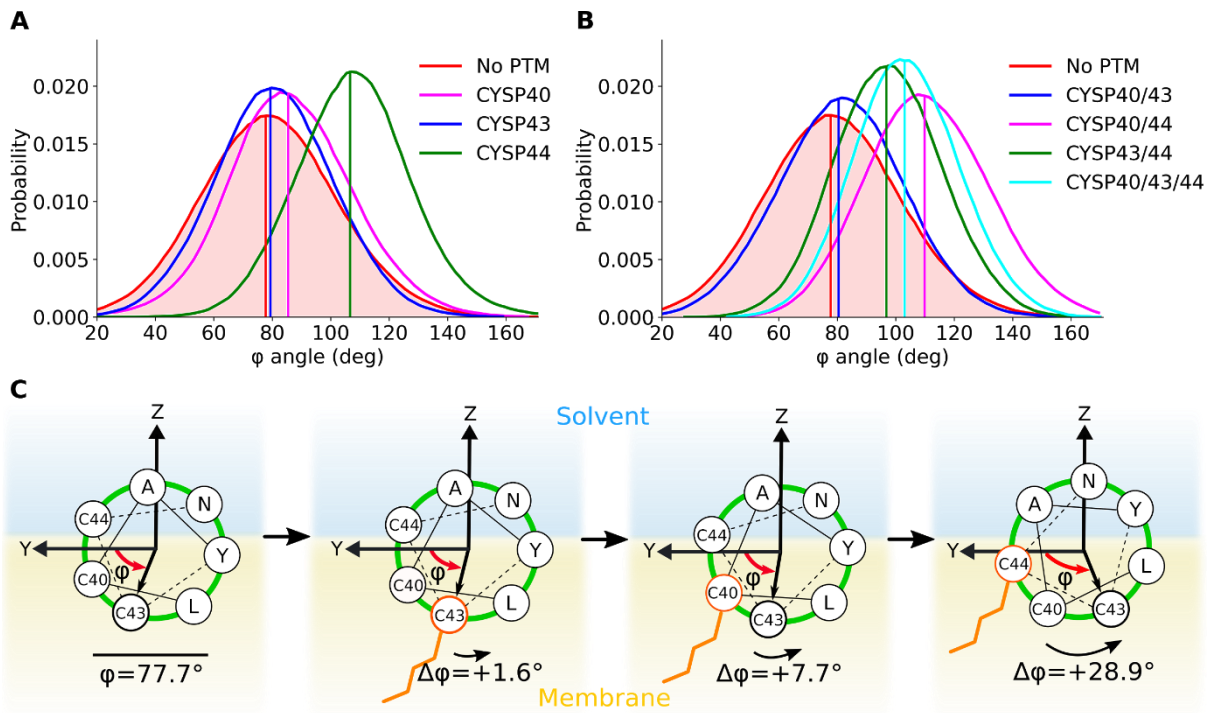 A
Probability
0.020
0.015
0.010
0.005
0.000
20 40 60 80 100 120 140 160
φ angle (deg)
No PTM
CYSP40
CYSP43
CYSP44
B
Probability
0.020
0.015
0.010
0.005
0.000
20 40 60 80 100 120 140 160
φ angle (deg)
No PTM
CYSP40/43
CYSP40/44
CYSP43/44
CYSP40/43/44
C
Solvent
Z
Y
A
N
C44
Y
φ
C40
L
C43
φ=77.7°
Z
Y
A
N
C44
Y
φ
C40
L
C43
Δφ=+1.6°
Z
Y
A
N
C44
Y
φ
C40
L
C43
Δφ=+7.7°
Z
Y
N
A
Y
C44
L
φ
C40
C43
Δφ=+28.9°
Membrane